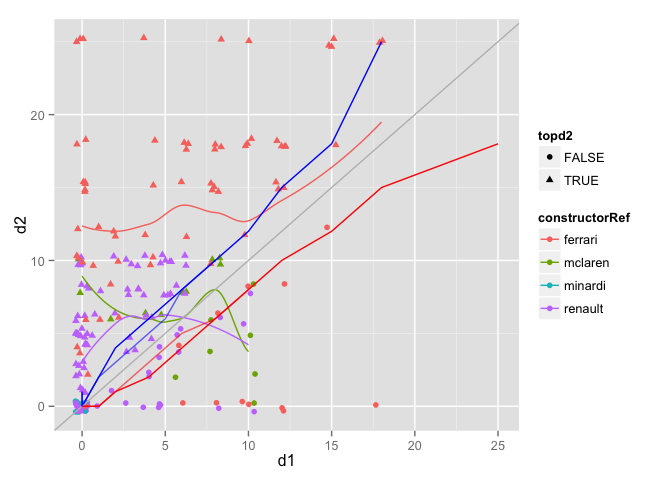 20
10
0
d2
0
5
10
15
20
25
d1
topd2
FALSE
TRUE
constructorRef
ferrari
mclaren
minardi
renault